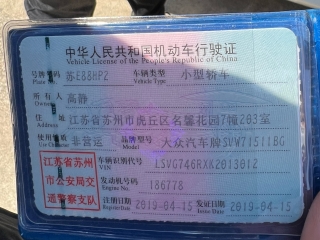 中华人民共和国机动车行驶证
Vehicle License of the People's Republic of China
号牌号码 苏E888P2 车辆类型 小型轿车
Plate No. Vehicle Type
所有人 高静
Owner
住址 江苏省苏州市虎丘区名馨花园7幢203室
Address
使用性质 非营运 品牌型号 大众汽车牌SVW71511BG
Use Character Model
江苏省苏州市公安局交通警察支队
车辆识别代号 LSVG746RXK2013012
VIN
发动机号码 186778
Engine No.
注册日期 2019-04-15 发证日期 2019-04-15
Register Date Issue Date